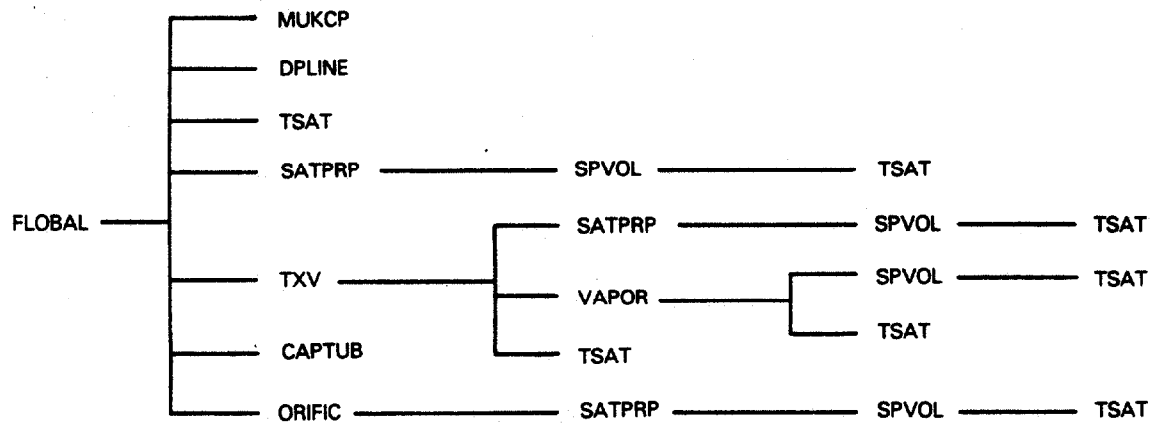 MUKCP
DPLINE
TSAT
SATPRP SPVOL TSAT
FLOBAL SATPRP SPVOL TSAT
TXV VAPOR SPVOL TSAT
TSAT
CAPTUB TSAT
ORIFIC SATPRP SPVOL TSAT